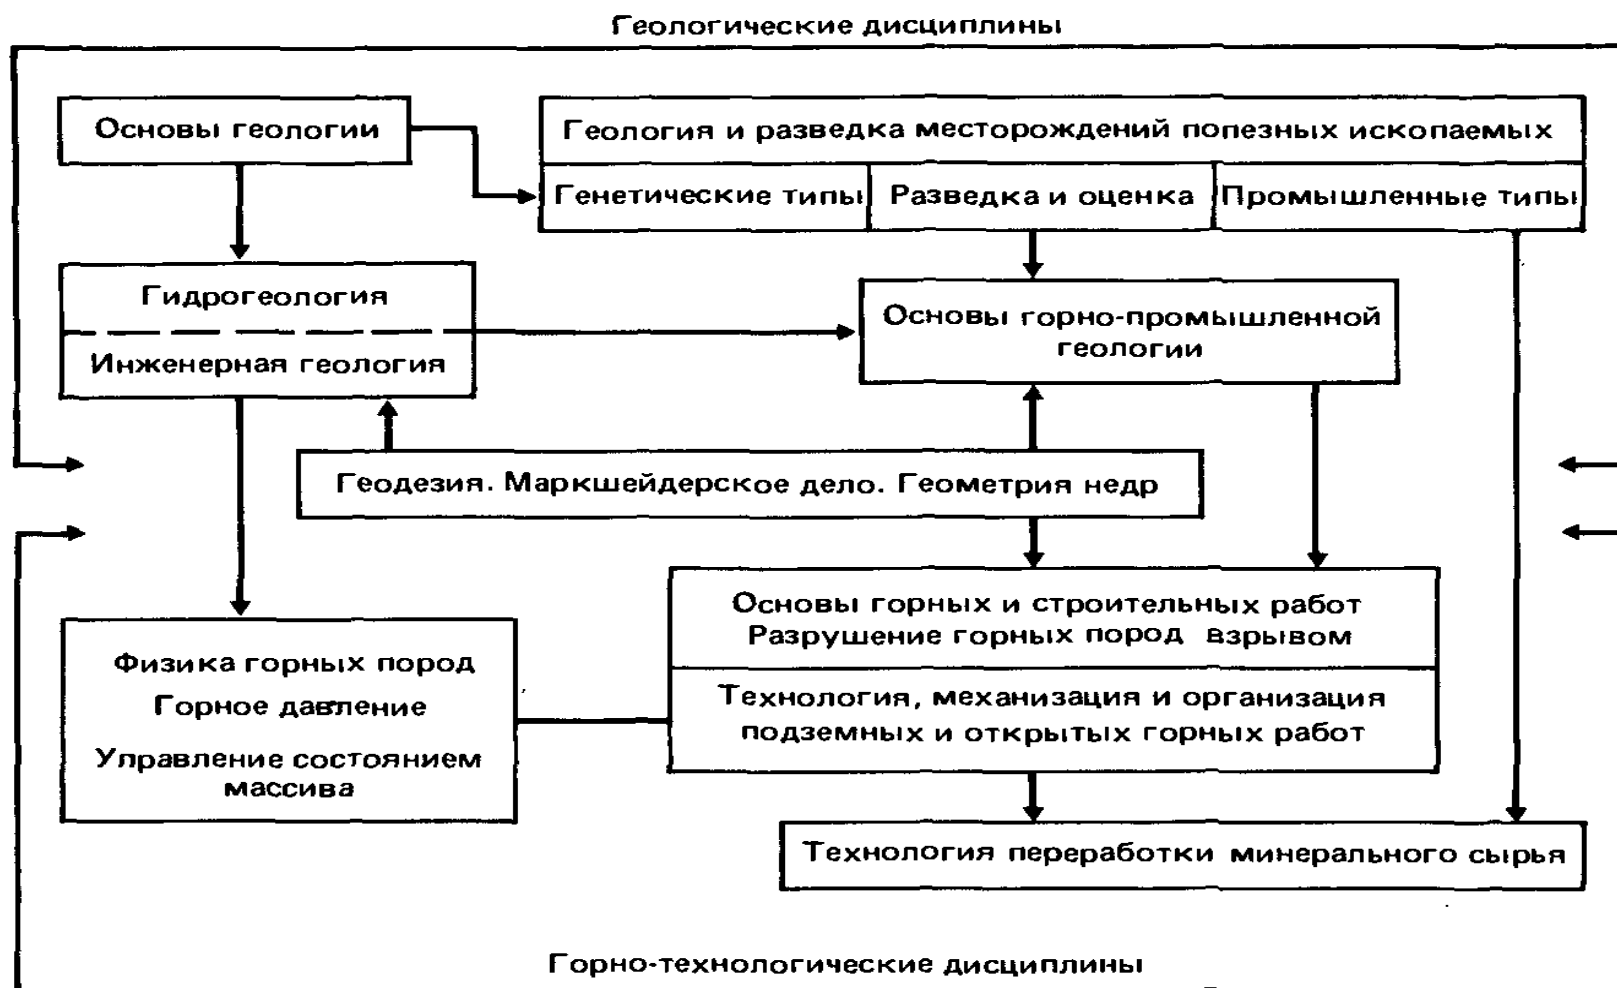 Геологические дисциплины
Основы геологии
Геология и разведка месторождений попезных ископаемых
Генетические типы
Разведка и оценка
Промышленные типы
Гидрогеология
Инженерная геология
Основы горно-промышленной
геологии
Геодезия. Маркшейдерское дело. Геометрия недр
Основы горных и строительных работ
Разрушение горных пород взрывом
Технология, механизация и организация
подземных и открытых горных работ
Физика горных пород
Горное давление
Управление состоянием
массива
Технология переработки минерального сырья
Горно-технологические дисциплины